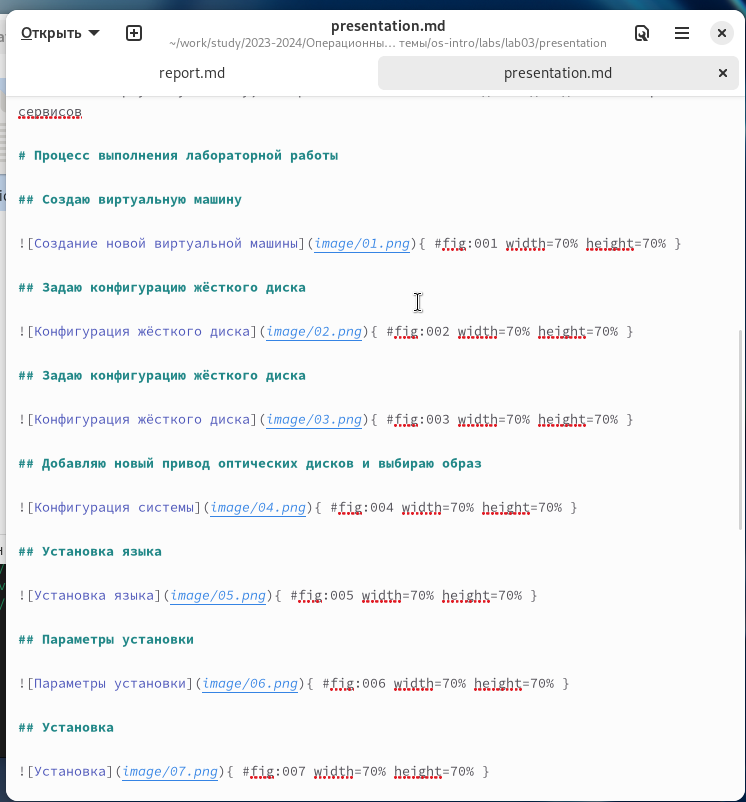 Открыть
presentation.md
~/work/study/2023-2024/Операционны… темы/os-intro/labs/lab03/presentation
report.md
presentation.md
сервисов
# Процесс выполнения лабораторной работы
## Создаю виртуальную машину
![Создание новой виртуальной машины](image/01.png){ #fig:001 width=70% height=70% }
## Задаю конфигурацию жёсткого диска
![Конфигурация жёсткого диска](image/02.png){ #fig:002 width=70% height=70% }
## Задаю конфигурацию жёсткого диска
![Конфигурация жёсткого диска](image/03.png){ #fig:003 width=70% height=70% }
## Добавляю новый привод оптических дисков и выбираю образ
![Конфигурация системы](image/04.png){ #fig:004 width=70% height=70% }
## Установка языка
![Установка языка](image/05.png){ #fig:005 width=70% height=70% }
## Параметры установки
![Параметры установки](image/06.png){ #fig:006 width=70% height=70% }
## Установка
![Установка](image/07.png){ #fig:007 width=70% height=70% }